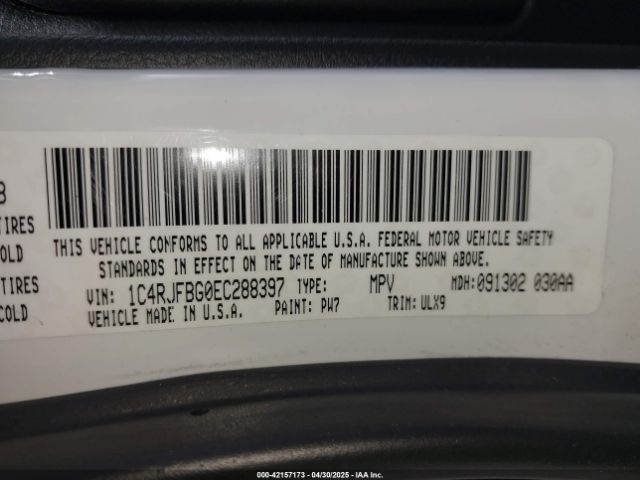 8
TIRES
OLD
TIRES
COLD
THIS VEHICLE CONFORMS TO ALL APPLICABLE U.S.A. FEDERAL MOTOR VEHICLE SAFETY
STANDARDS IN EFFECT ON THE DATE OF MANUFACTURE SHOWN ABOVE.
VIN: 1C4RJFBG0EC288397 TYPE: MPV MDH: 091302 030AA
VEHICLE MADE IN U.S.A. PAINT: PW7 TRIM: ULX9
000-42157173 - 04/30/2025 - IAA Inc.